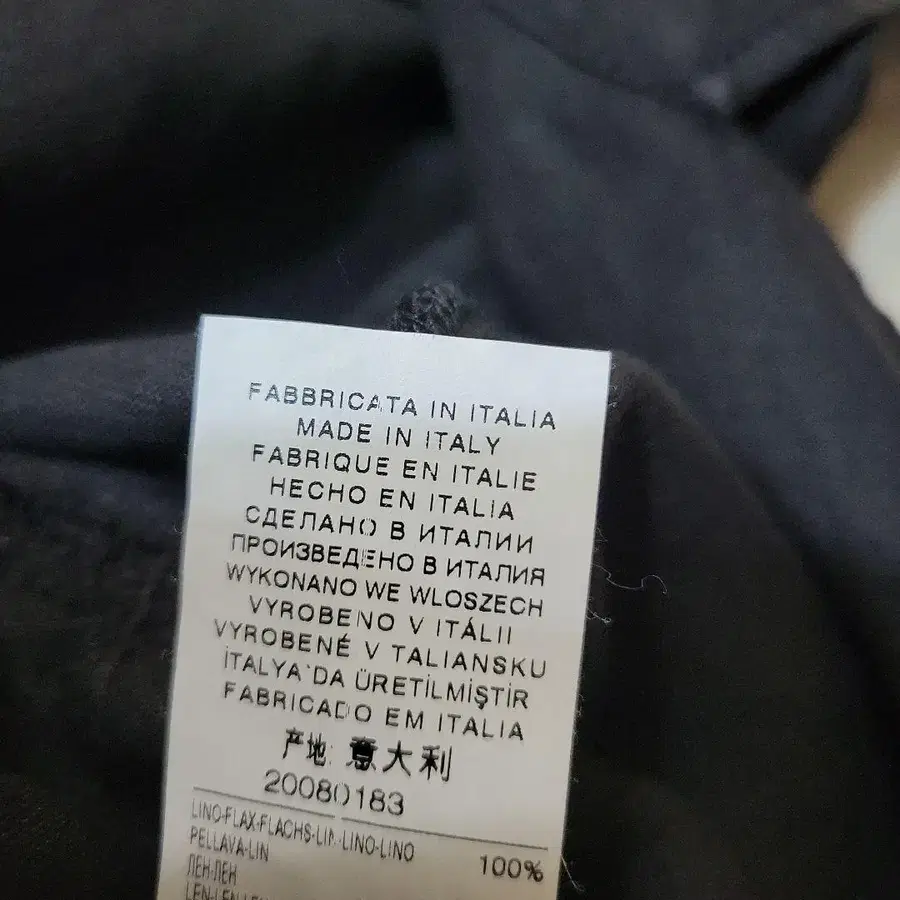 FABBRICATA IN ITALIA
MADE IN ITALY
FABRIQUE EN ITALIE
HECHO EN ITALIA
СДЕЛАНО В ИТАЛИИ
ПРОИЗВЕДЕНО В ИТАЛИЯ
WYKONANO WE WLOSZECH
VYROBENO V ITÁLII
VYROBENÉ V TALIANSKU
İTALYA`DA ÜRETİLMİŞTİR
FABRICADO EM ITALIA
产地: 意大利
20080183
LINO-FLAX-FLACHS-LIN-LINO-LINO
PELLAVA-LIN 100%
ЛЕН-ЛЕН